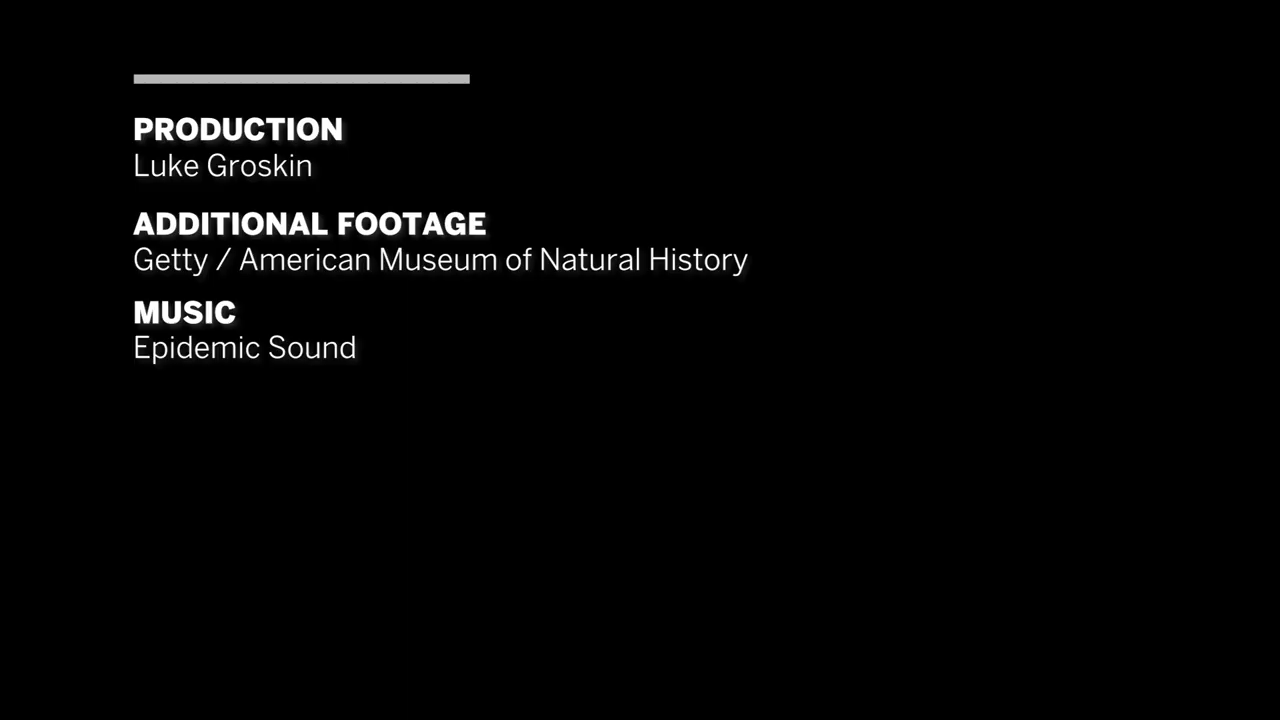 PRODUCTION
Luke Groskin
ADDITIONAL FOOTAGE
Getty / American Museum of Natural History
MUSIC
Epidemic Sound